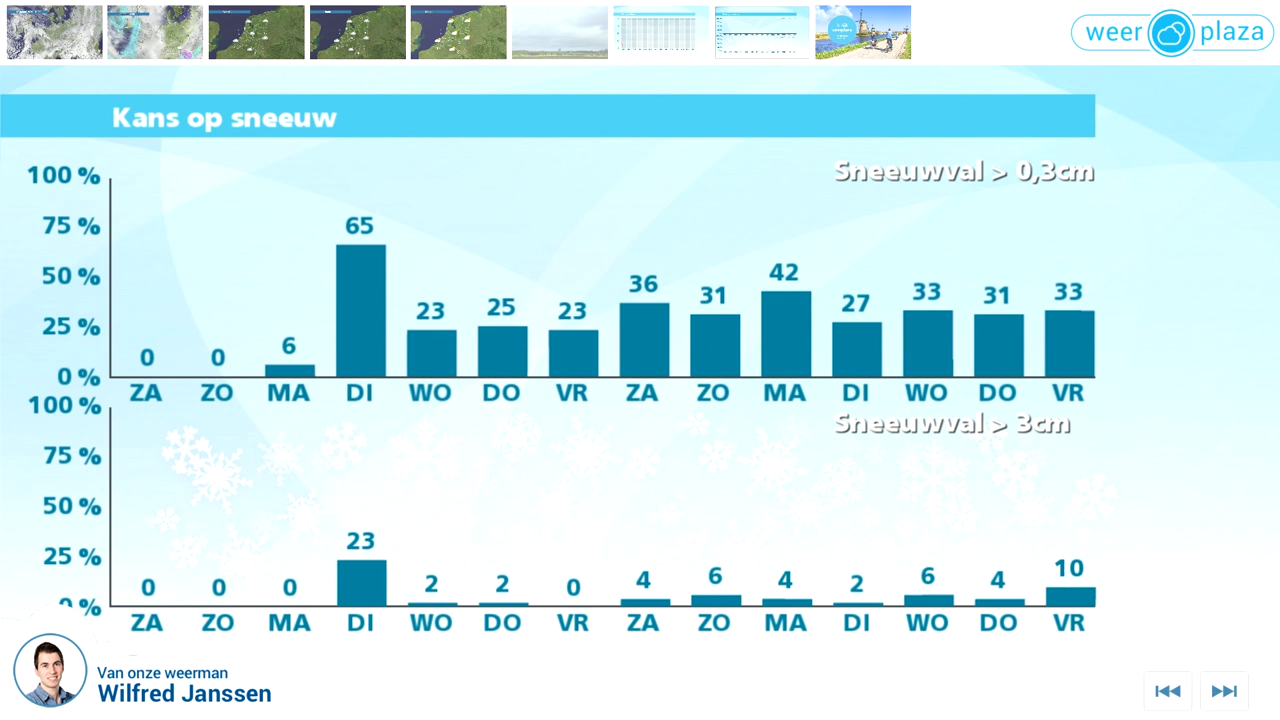 weer plaza
Kans op sneeuw
Sneeuwval > 0,3cm
100 %
75 %
50 %
25 %
0 %
0 0 6 65 23 25 23 36 31 42 27 33 31 33
ZA ZO MA DI WO DO VR ZA ZO MA DI WO DO VR
Sneeuwval > 3cm
100 %
75 %
50 %
25 %
0 %
0 0 0 23 2 2 0 4 6 4 2 6 4 10
ZA ZO MA DI WO DO VR ZA ZO MA DI WO DO VR
Van onze weerman
Wilfred Janssen